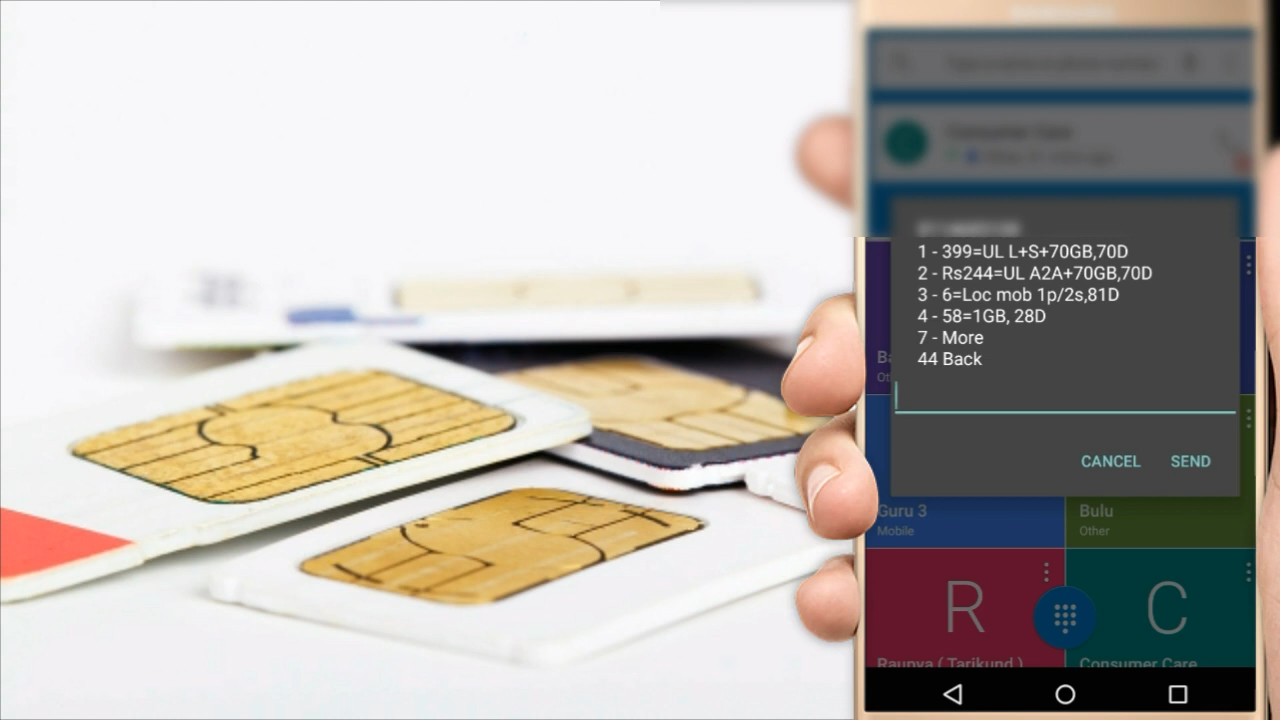 1 - 399=UL L+S+70GB,70D
2 - Rs244=UL A2A+70GB,70D
3 - 6=Loc mob 1p/2s,81D
4 - 58=1GB, 28D
7 - More
44 Back
CANCEL SEND
Guru 3
Mobile
Bulu
Other
R
C
Raunya ( Tarikund )
Consumer Care